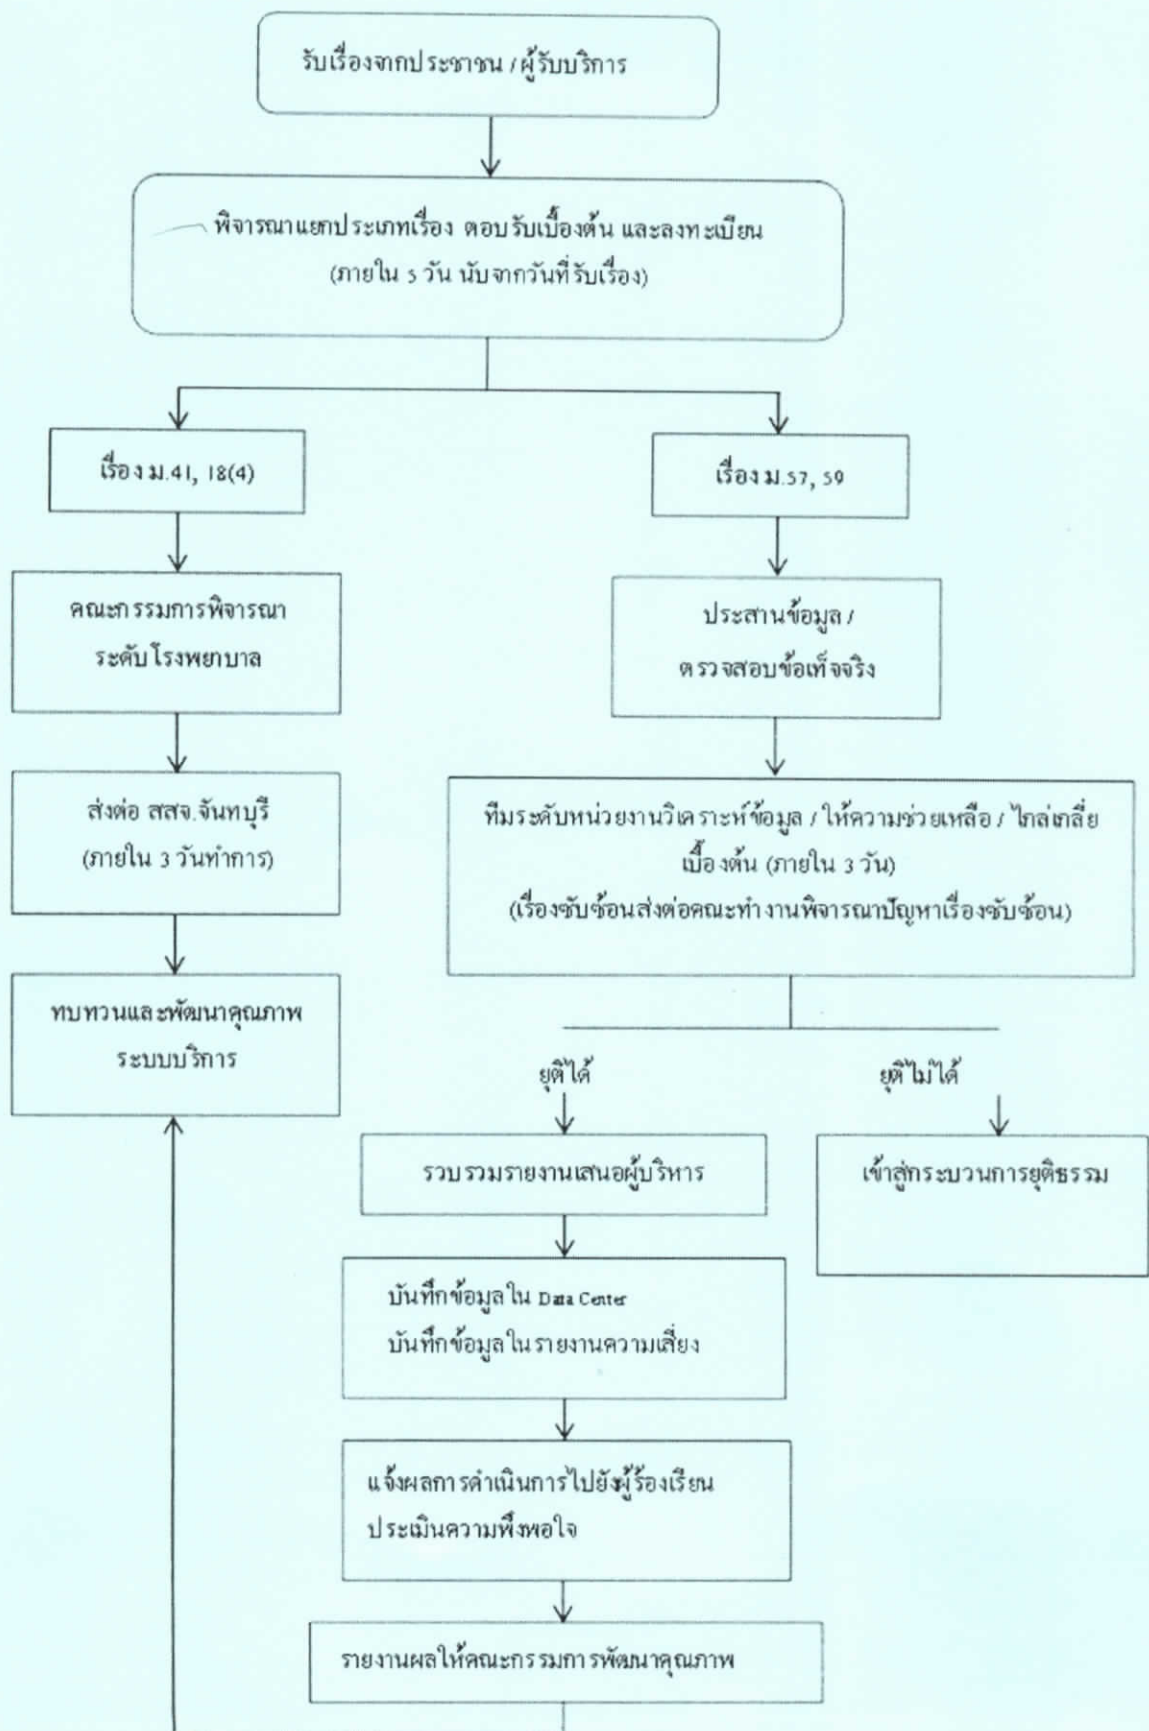 รับเรื่องจากประชาชน / ผู้รับบริการ
พิจารณาแยกประเภทเรื่อง ตอบรับเบื้องต้น และลงทะเบียน
(ภายใน 5 วัน นับจากวันที่รับเรื่อง)
เรื่อง ม.41, 18(4)
เรื่อง ม.57, 59
คณะกรรมการพิจารณา
ระดับโรงพยาบาล
ประสานข้อมูล /
ตรวจสอบข้อเท็จจริง
ส่งต่อ สสจ.จันทบุรี
(ภายใน 3 วันทำการ)
ทีมระดับหน่วยงานวิเคราะห์ข้อมูล / ให้ความช่วยเหลือ / ไกล่เกลี่ย
เบื้องต้น (ภายใน 3 วัน)
(เรื่องซับซ้อนส่งต่อคณะทำงานพิจารณาปัญหาเรื่องซับซ้อน)
ทบทวนและพัฒนาคุณภาพ
ระบบบริการ
ยุติได้
ยุติไม่ได้
รวบรวมรายงานเสนอผู้บริหาร
เข้าสู่กระบวนการยุติธรรม
บันทึกข้อมูลใน Data Center
บันทึกข้อมูลในรายงานความเสี่ยง
แจ้งผลการดำเนินการไปยังผู้ร้องเรียน
ประเมินความพึงพอใจ
รายงานผลให้คณะกรรมการพัฒนาคุณภาพ